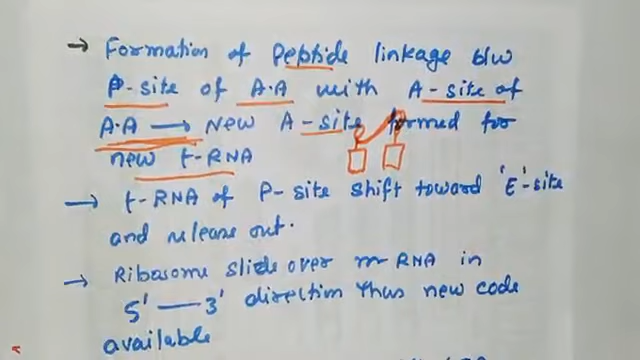 → Formation of Peptide linkage b/w
P-site of A.A with A-site of
A.A → New A-site formed for
new t-RNA
→ t-RNA of P-site shift toward 'E'-site
and release out.
→ Ribosome slide over m-RNA in
5' — 3' direction thus new code
available